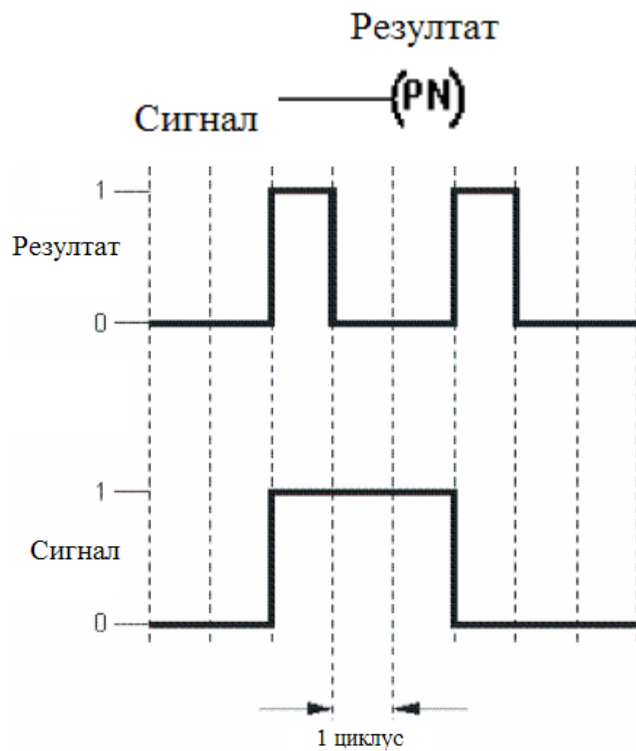 Резултат
(PN)
Сигнал
1
Резултат
0
1
Сигнал
0
1 циклус